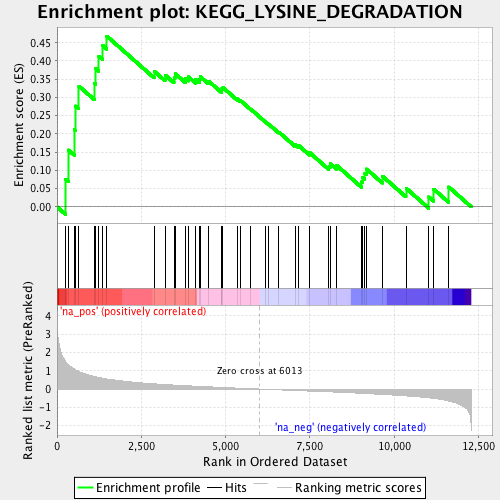 Enrichment plot: KEGG_LYSINE_DEGRADATION
Enrichment score (ES)
0.45
0.40
0.35
0.30
0.25
0.20
0.15
0.10
0.05
0.00
'na_pos' (positively correlated)
Ranked list metric (PreRanked)
4
3
2
1
0
-1
-2
Zero cross at 6013
'na_neg' (negatively correlated)
0
2,500
5,000
7,500
10,000
12,500
Rank in Ordered Dataset
Enrichment profile
Hits
Ranking metric scores